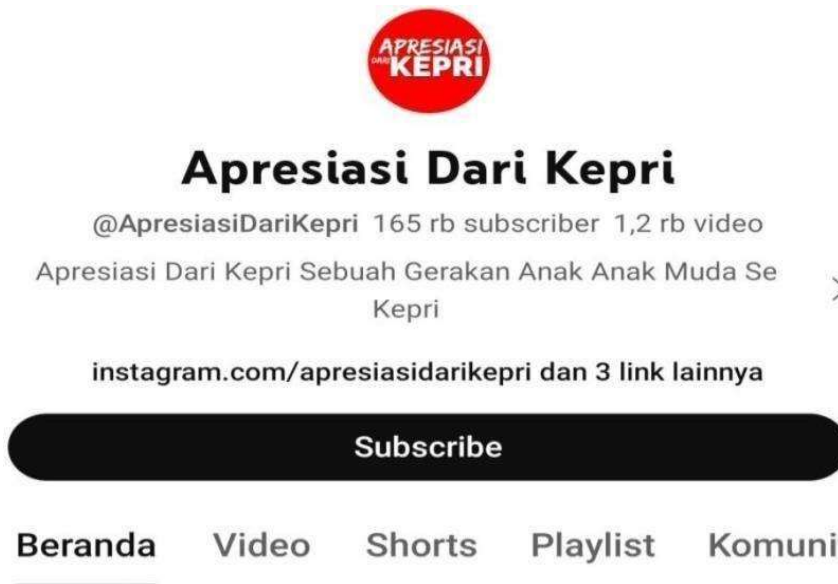 APRESIASI
DARI KEPRI
Apresiasi Dari Kepri
@ApresiasiDariKepri 165 rb subscriber 1,2 rb video
Apresiasi Dari Kepri Sebuah Gerakan Anak Anak Muda Se
Kepri
instagram.com/apresiasidarikepri dan 3 link lainnya
Subscribe
Beranda Video Shorts Playlist Komuni